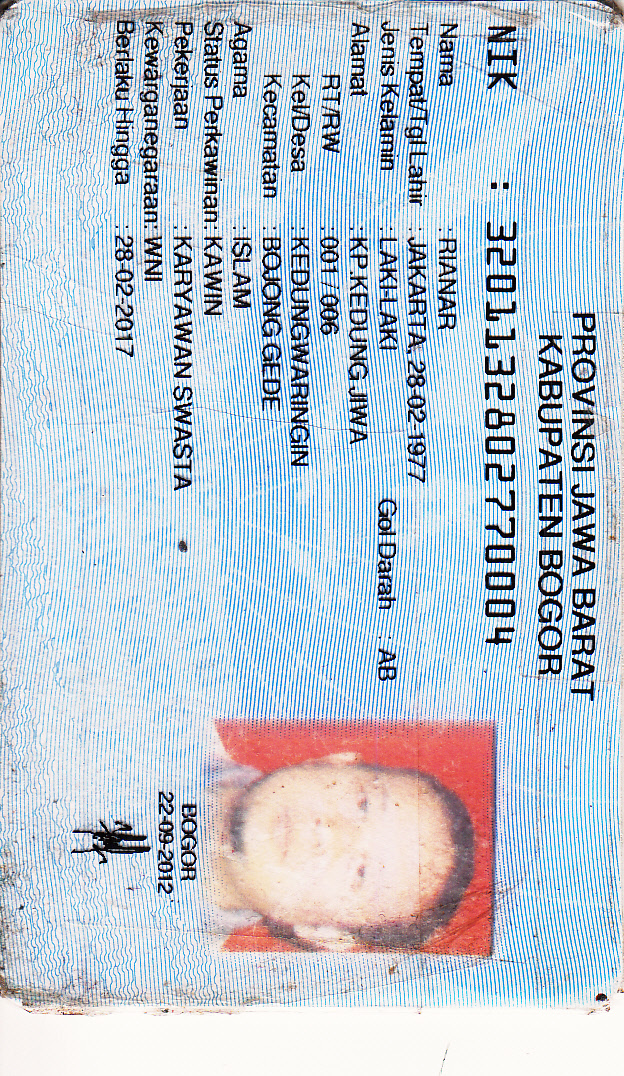 PROVINSI JAWA BARAT
KABUPATEN BOGOR
NIK : 3201132802770004
Nama : RIANAR
Tempat/Tgl Lahir : JAKARTA, 28-02-1977
Jenis Kelamin : LAKI-LAKI Gol Darah : AB
Alamat : KP.KEDUNG JIWA
RT/RW : 001 / 006
Kel/Desa : KEDUNGWARINGIN
Kecamatan : BOJONG GEDE
Agama : ISLAM
Status Perkawinan: KAWIN
Pekerjaan : KARYAWAN SWASTA
Kewarganegaraan: WNI
Berlaku Hingga : 28-02-2017
BOGOR
22-09-2012